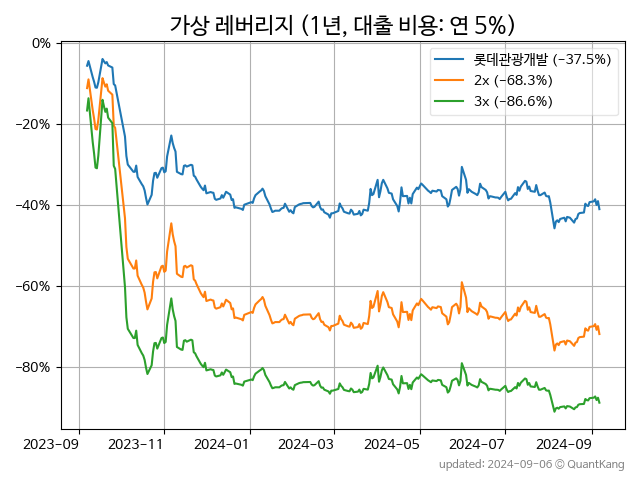 가상 레버리지 (1년, 대출 비용: 연 5%)
롯데관광개발 (−37.5%)
2x (−68.3%)
3x (−86.6%)
0%
−20%
−40%
−60%
−80%
2023-09 2023-11 2024-01 2024-03 2024-05 2024-07 2024-09
updated: 2024-09-06 © QuantKang